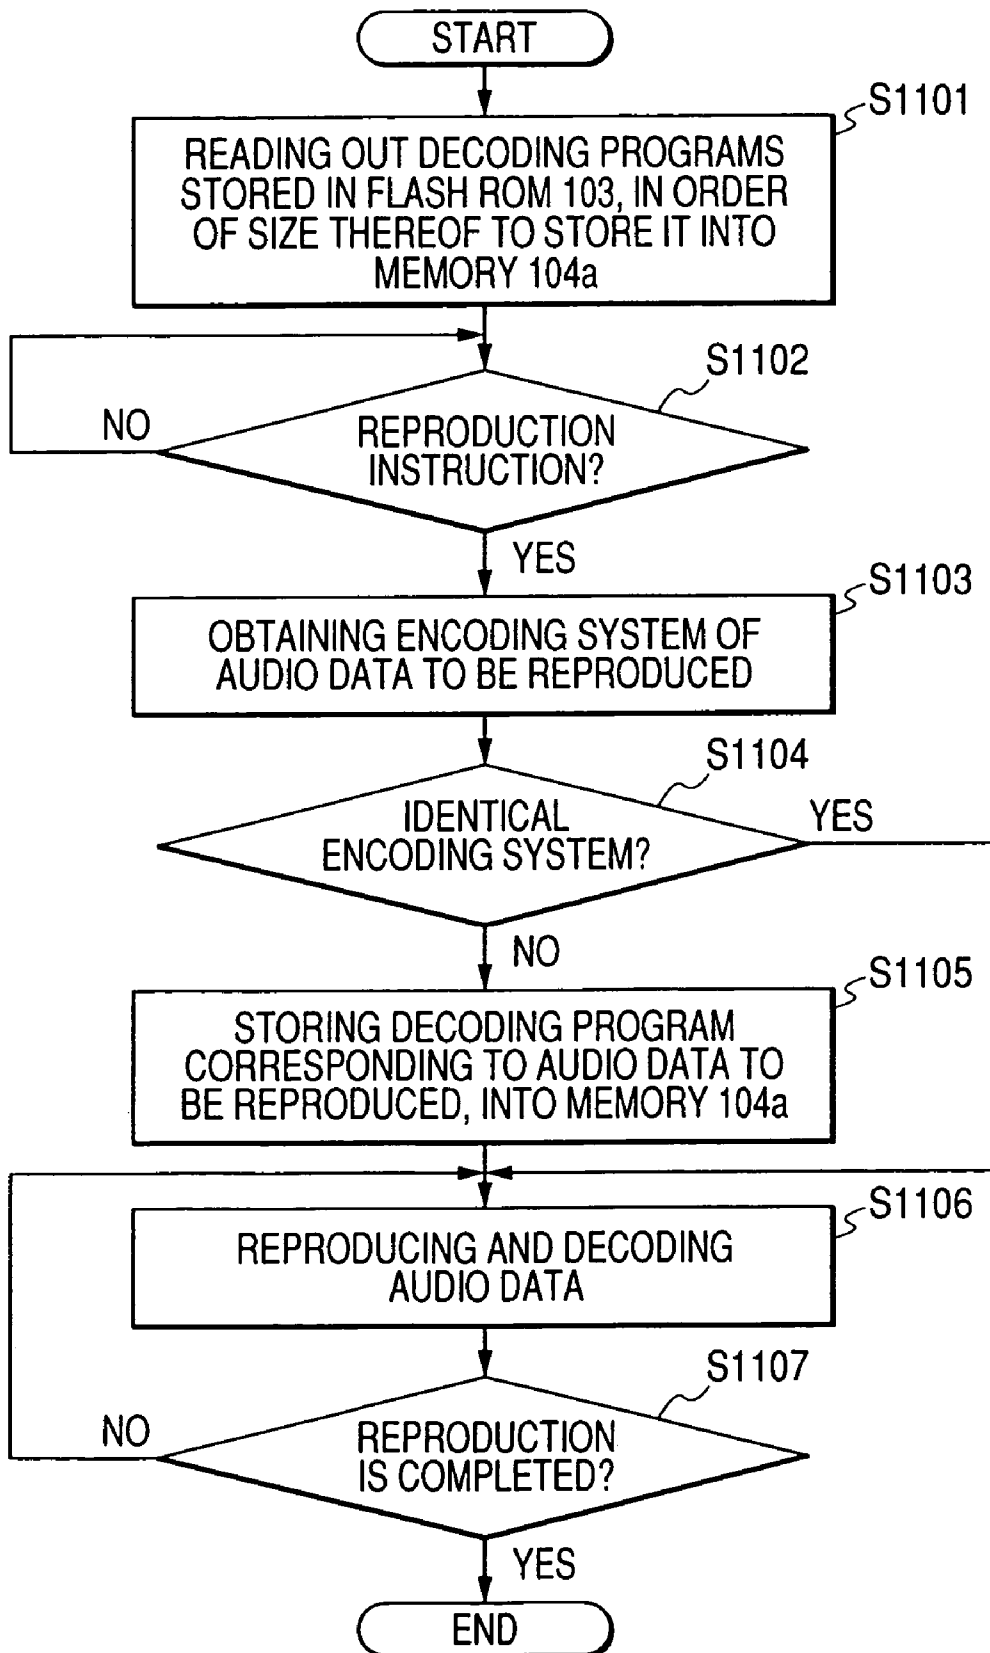 START
S1101
READING OUT DECODING PROGRAMS
STORED IN FLASH ROM 103, IN ORDER
OF SIZE THEREOF TO STORE IT INTO
MEMORY 104a
S1102
NO
REPRODUCTION
INSTRUCTION?
YES
S1103
OBTAINING ENCODING SYSTEM OF
AUDIO DATA TO BE REPRODUCED
S1104
IDENTICAL
ENCODING SYSTEM?
YES
NO
S1105
STORING DECODING PROGRAM
CORRESPONDING TO AUDIO DATA TO
BE REPRODUCED, INTO MEMORY 104a
S1106
REPRODUCING AND DECODING
AUDIO DATA
S1107
NO
REPRODUCTION
IS COMPLETED?
YES
END